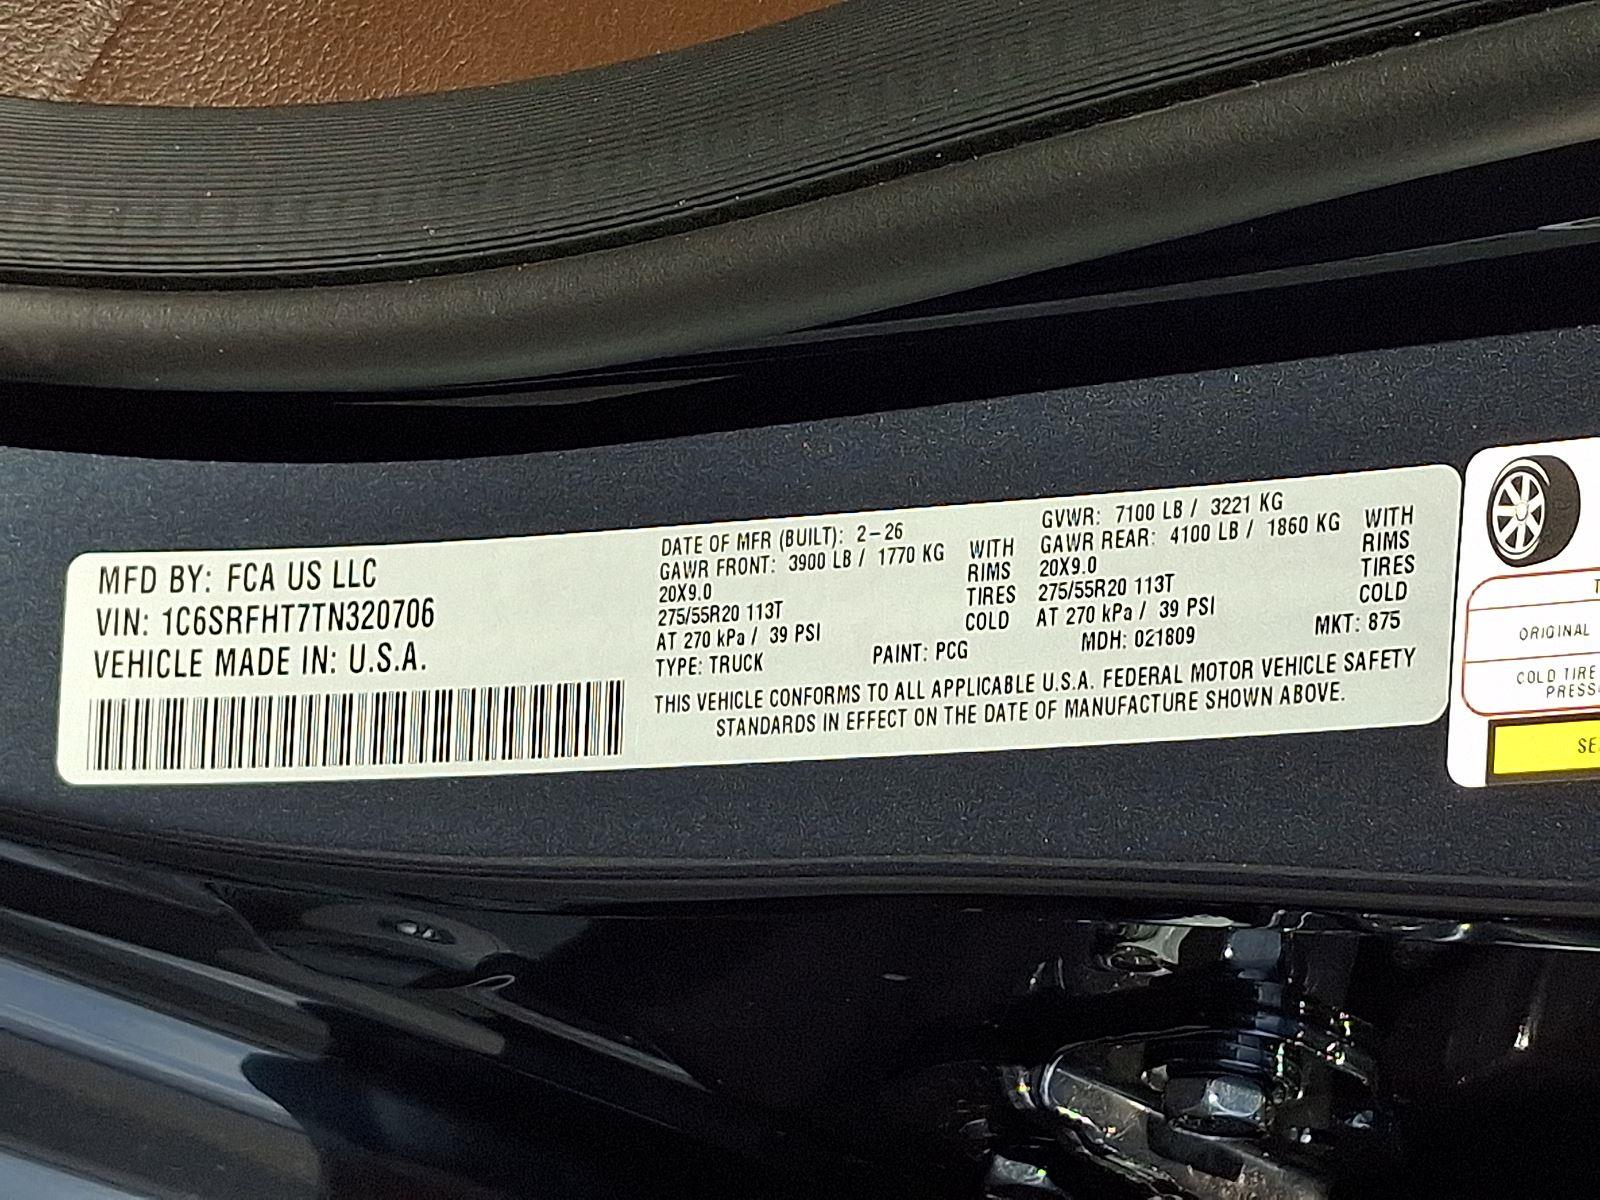 MFD BY: FCA US LLC
VIN: 1C6SRFHT7TN320706
VEHICLE MADE IN: U.S.A.
DATE OF MFR (BUILT): 2-26
GAWR FRONT: 3900 LB / 1770 KG WITH
20X9.0 RIMS
275/55R20 113T TIRES
AT 270 kPa / 39 PSI COLD
TYPE: TRUCK PAINT: PCG
GVWR: 7100 LB / 3221 KG
GAWR REAR: 4100 LB / 1860 KG WITH
20X9.0 RIMS
275/55R20 113T TIRES
AT 270 kPa / 39 PSI COLD
MDH: 021809 MKT: 875
THIS VEHICLE CONFORMS TO ALL APPLICABLE U.S.A. FEDERAL MOTOR VEHICLE SAFETY
STANDARDS IN EFFECT ON THE DATE OF MANUFACTURE SHOWN ABOVE.
T
ORIGINAL
COLD TIRE
PRESS
SE